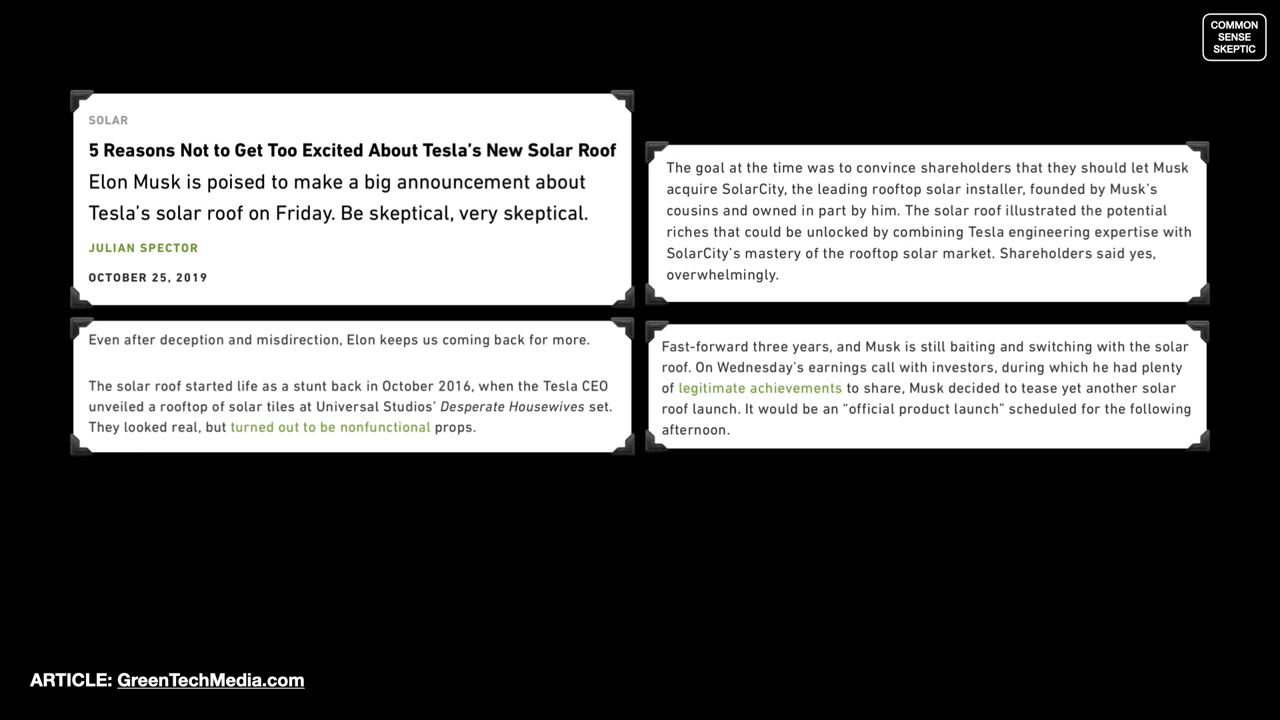 COMMON
SENSE
SKEPTIC
SOLAR
5 Reasons Not to Get Too Excited About Tesla's New Solar Roof
Elon Musk is poised to make a big announcement about
Tesla's solar roof on Friday. Be skeptical, very skeptical.
JULIAN SPECTOR
OCTOBER 25, 2019
Even after deception and misdirection, Elon keeps us coming back for more.
The solar roof started life as a stunt back in October 2016, when the Tesla CEO
unveiled a rooftop of solar tiles at Universal Studios' Desperate Housewives set.
They looked real, but turned out to be nonfunctional props.
The goal at the time was to convince shareholders that they should let Musk
acquire SolarCity, the leading rooftop solar installer, founded by Musk's
cousins and owned in part by him. The solar roof illustrated the potential
riches that could be unlocked by combining Tesla engineering expertise with
SolarCity's mastery of the rooftop solar market. Shareholders said yes,
overwhelmingly.
Fast-forward three years, and Musk is still baiting and switching with the solar
roof. On Wednesday's earnings call with investors, during which he had plenty
of legitimate achievements to share, Musk decided to tease yet another solar
roof launch. It would be an "official product launch" scheduled for the following
afternoon.
ARTICLE: GreenTechMedia.com